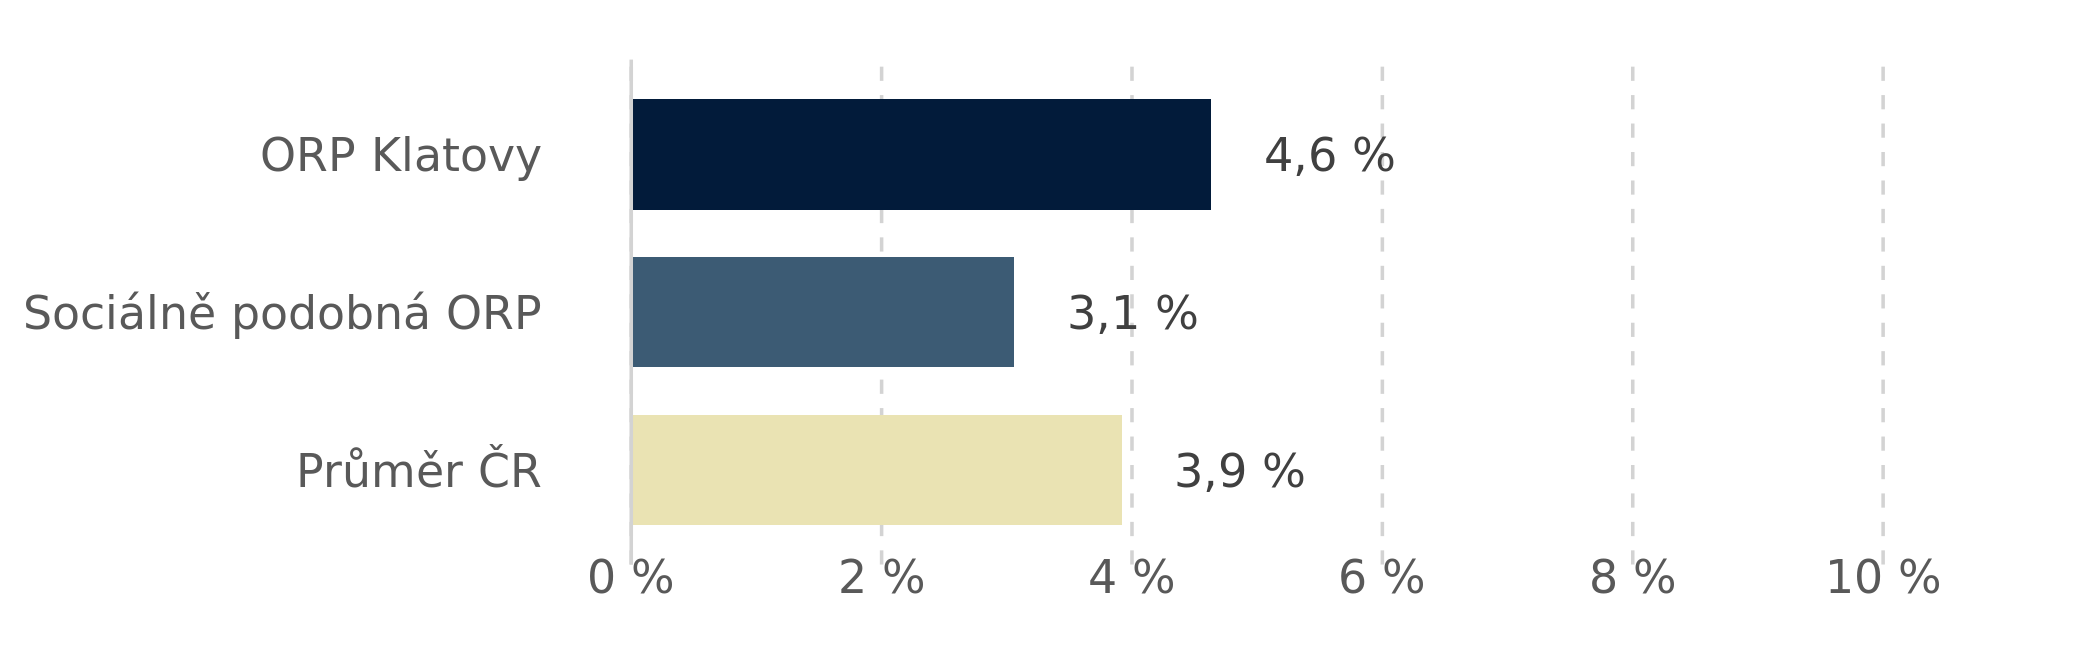 ORP Klatovy
4,6 %
Sociálně podobná ORP
3,1 %
Průměr ČR
3,9 %
0 % 2 % 4 % 6 % 8 % 10 %